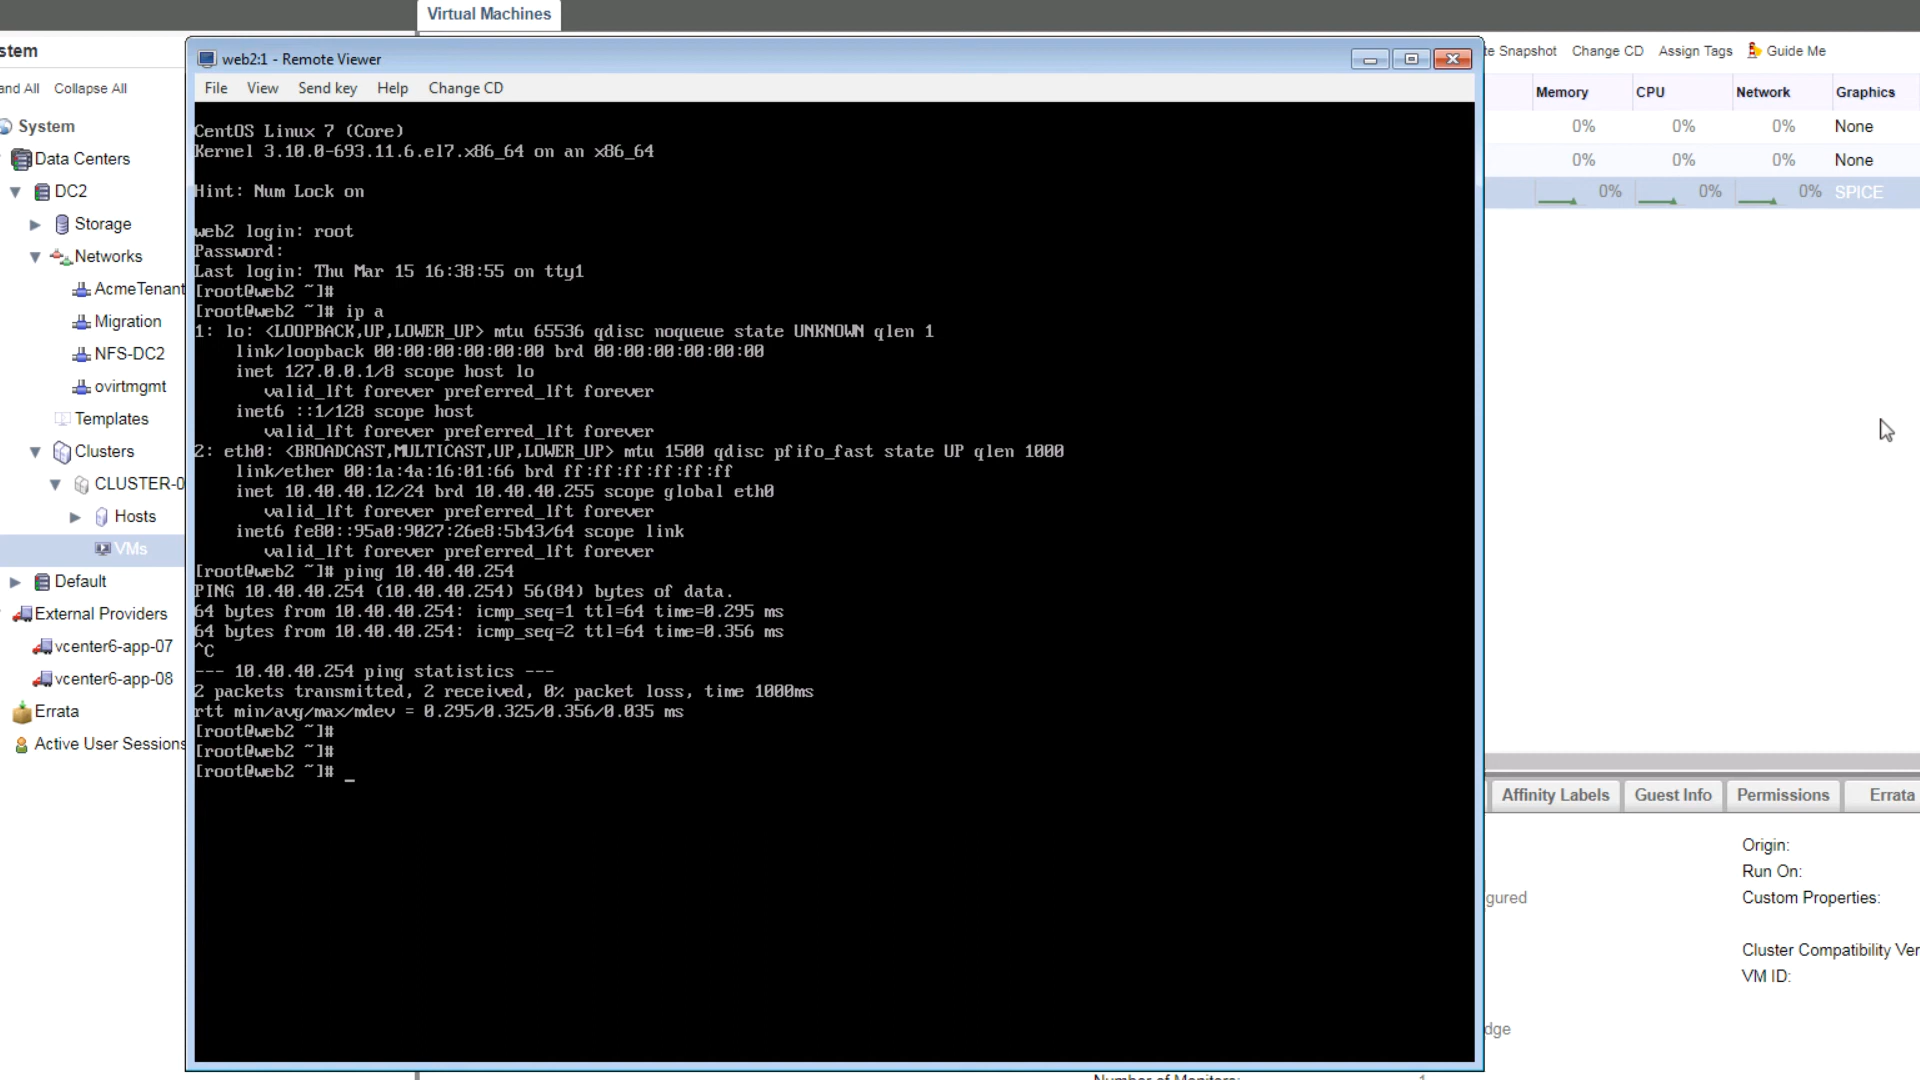 Virtual Machines
stem
and All Collapse All
System
Data Centers
DC2
Storage
Networks
AcmeTenant
Migration
NFS-DC2
ovirtmgmt
Templates
Clusters
CLUSTER-0
Hosts
VMs
Default
External Providers
vcenter6-app-07
vcenter6-app-08
Errata
Active User Sessions
web2:1 - Remote Viewer
File View Send key Help Change CD
CentOS Linux 7 (Core)
Kernel 3.10.0-693.11.6.el7.x86_64 on an x86_64
Hint: Num Lock on
web2 login: root
Password:
Last login: Thu Mar 15 16:38:55 on tty1
[root@web2 ~]#
[root@web2 ~]# ip a
1: lo: <LOOPBACK,UP,LOWER_UP> mtu 65536 qdisc noqueue state UNKNOWN qlen 1
link/loopback 00:00:00:00:00:00 brd 00:00:00:00:00:00
inet 127.0.0.1/8 scope host lo
valid_lft forever preferred_lft forever
inet6 ::1/128 scope host
valid_lft forever preferred_lft forever
2: eth0: <BROADCAST,MULTICAST,UP,LOWER_UP> mtu 1500 qdisc pfifo_fast state UP qlen 1000
link/ether 00:1a:4a:16:01:66 brd ff:ff:ff:ff:ff:ff
inet 10.40.40.12/24 brd 10.40.40.255 scope global eth0
valid_lft forever preferred_lft forever
inet6 fe80::95a0:9027:26e8:5b43/64 scope link
valid_lft forever preferred_lft forever
[root@web2 ~]# ping 10.40.40.254
PING 10.40.40.254 (10.40.40.254) 56(84) bytes of data.
64 bytes from 10.40.40.254: icmp_seq=1 ttl=64 time=0.295 ms
64 bytes from 10.40.40.254: icmp_seq=2 ttl=64 time=0.356 ms
^C
--- 10.40.40.254 ping statistics ---
2 packets transmitted, 2 received, 0% packet loss, time 1000ms
rtt min/avg/max/mdev = 0.295/0.325/0.356/0.035 ms
[root@web2 ~]#
[root@web2 ~]#
[root@web2 ~]# _
te Snapshot Change CD Assign Tags Guide Me
Memory CPU Network Graphics
0% 0% 0% None
0% 0% 0% None
0% 0% 0% SPICE
Affinity Labels Guest Info Permissions Errata
Origin:
Run On:
gured Custom Properties:
Cluster Compatibility Ver
VM ID:
dge
Number of Monitors: 1